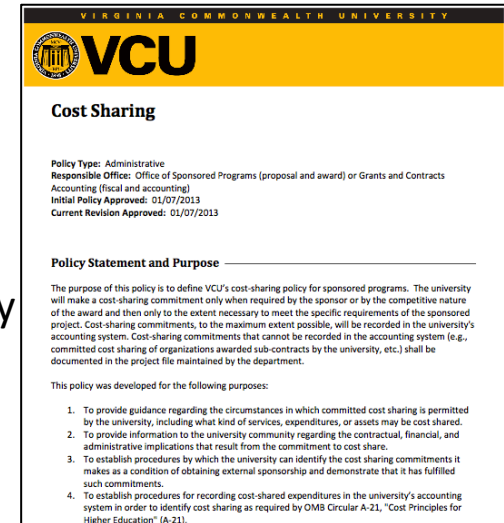 VIRGINIA COMMONWEALTH UNIVERSITY
VCU
Cost Sharing
Policy Type: Administrative
Responsible Office: Office of Sponsored Programs (proposal and award) or Grants and Contracts
Accounting (fiscal and accounting)
Initial Policy Approved: 01/07/2013
Current Revision Approved: 01/07/2013
Policy Statement and Purpose
y
The purpose of this policy is to define VCU's cost-sharing policy for sponsored programs. The university
will make a cost-sharing commitment only when required by the sponsor or by the competitive nature
of the award and then only to the extent necessary to meet the specific requirements of the sponsored
project. Cost-sharing commitments, to the maximum extent possible, will be recorded in the university's
accounting system. Cost-sharing commitments that cannot be recorded in the accounting system (e.g.,
committed cost sharing of organizations awarded sub-contracts by the university, etc.) shall be
documented in the project file maintained by the department.
This policy was developed for the following purposes:
1. To provide guidance regarding the circumstances in which committed cost sharing is permitted
by the university, including what kind of services, expenditures, or assets may be cost shared.
2. To provide information to the university community regarding the contractual, financial, and
administrative implications that result from the commitment to cost share.
3. To establish procedures by which the university can identify the cost sharing commitments it
makes as a condition of obtaining external sponsorship and demonstrate that it has fulfilled
such commitments.
4. To establish procedures for recording cost-shared expenditures in the university's accounting
system in order to identify cost sharing as required by OMB Circular A-21, "Cost Principles for
Higher Education" (A-21).